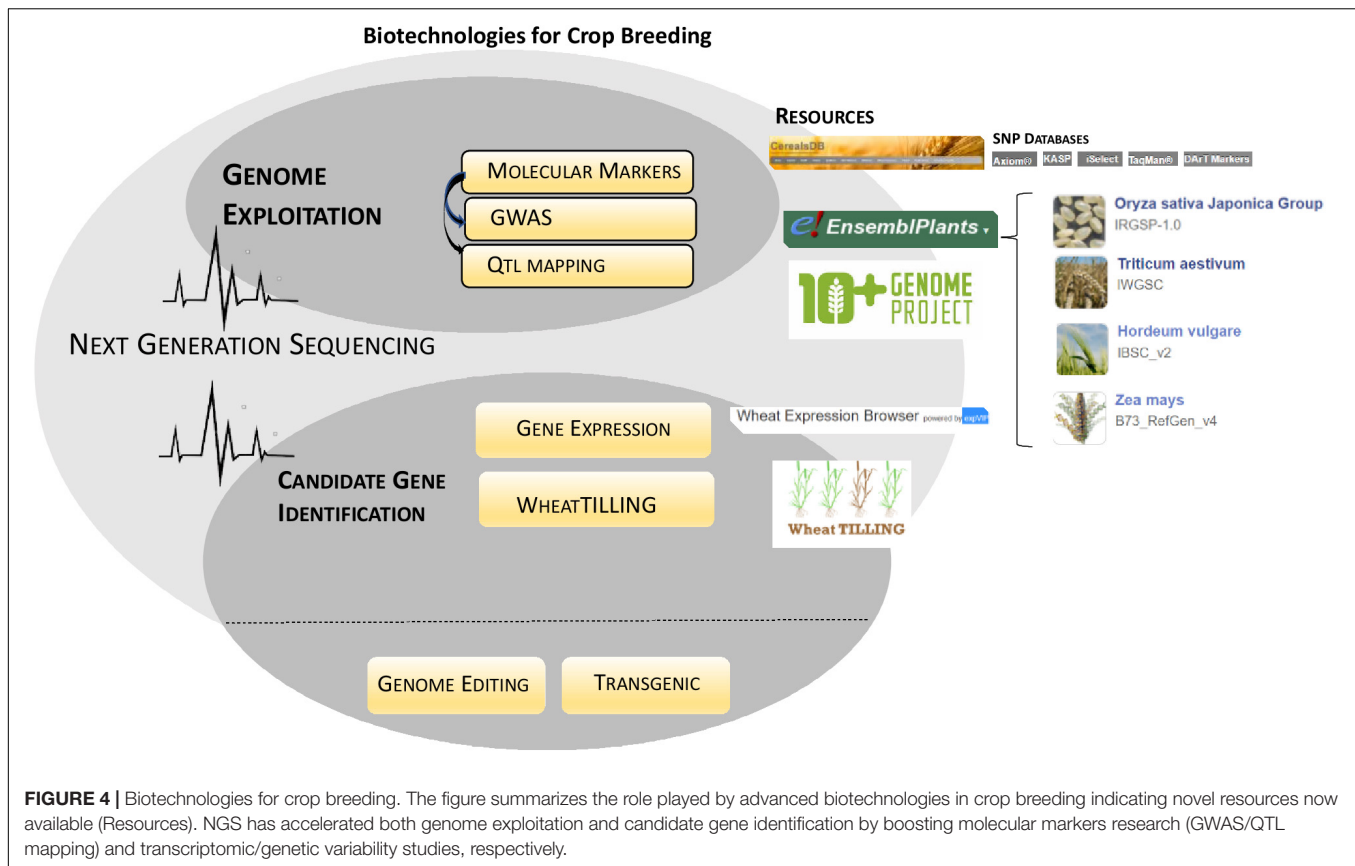 Biotechnologies for Crop Breeding
GENOME
EXPLOITATION
MOLECULAR MARKERS
GWAS
QTL MAPPING
NEXT GENERATION SEQUENCING
CANDIDATE GENE
IDENTIFICATION
GENE EXPRESSION
WHEATTILLING
GENOME EDITING
TRANSGENIC
RESOURCES
CerealsDB
SNP DATABASES
Axiom® KASP iSelect TaqMan® DArT Markers
e! EnsemblPlants
10+ GENOME
PROJECT
Wheat Expression Browser powered by expVIP
Wheat TILLING
Oryza sativa Japonica Group
IRGSP-1.0
Triticum aestivum
IWGSC
Hordeum vulgare
IBSC_v2
Zea mays
B73_RefGen_v4
FIGURE 4 | Biotechnologies for crop breeding. The figure summarizes the role played by advanced biotechnologies in crop breeding indicating novel resources now
available (Resources). NGS has accelerated both genome exploitation and candidate gene identification by boosting molecular markers research (GWAS/QTL
mapping) and transcriptomic/genetic variability studies, respectively.